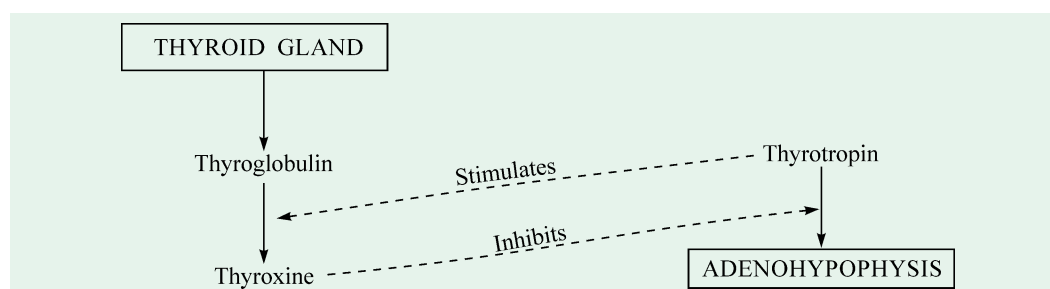 THYROID GLAND
Thyroglobulin
Stimulates
Thyrotropin
Inhibits
Thyroxine
ADENOHYPOPHYSIS